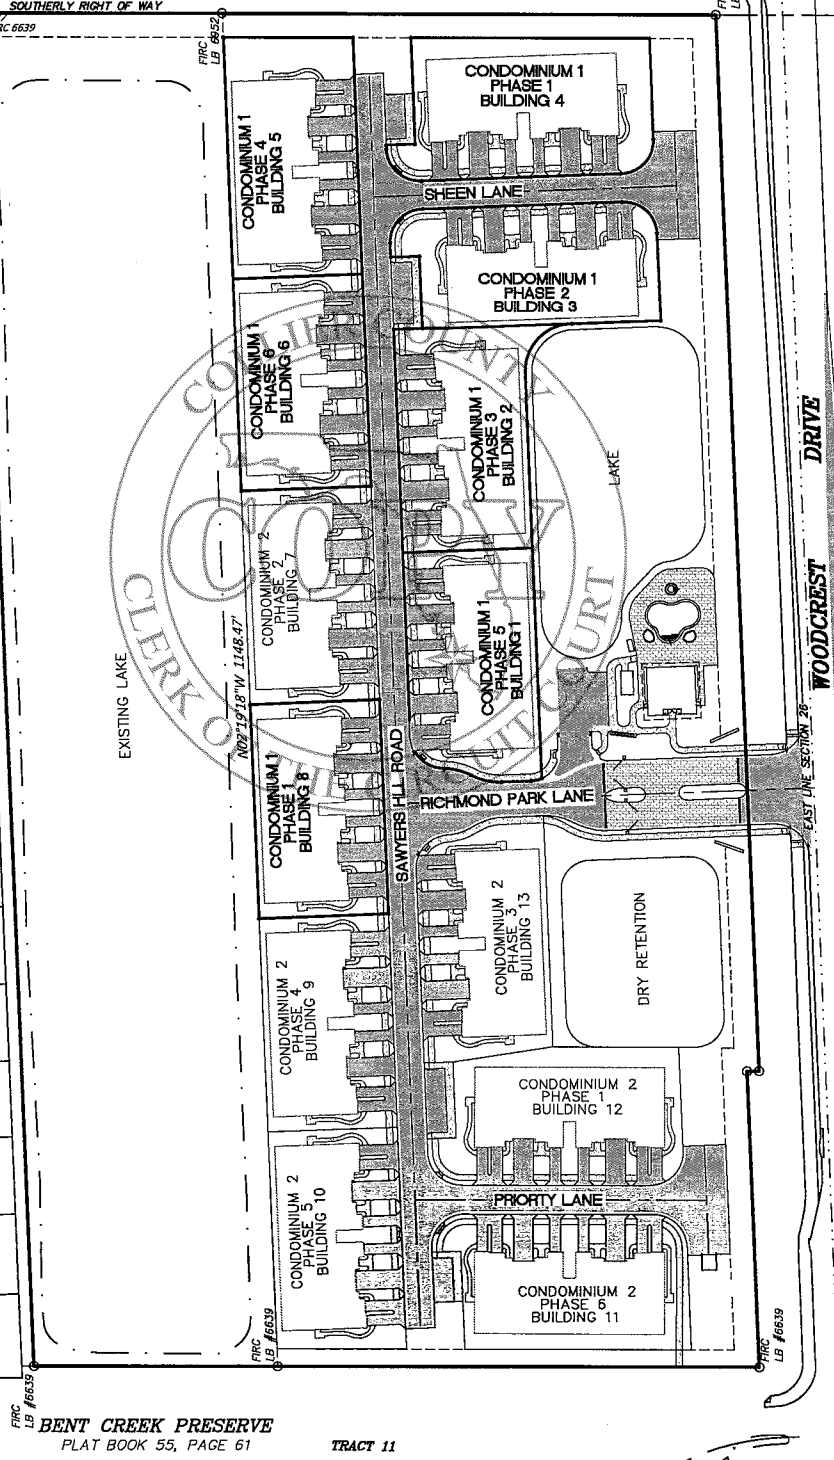 SOUTHERLY RIGHT OF WAY
RC 6639
FIRC
LB 6952
CONDOMINIUM 1
PHASE 4
BUILDING 5
CONDOMINIUM 1
PHASE 1
BUILDING 4
SHEEN LANE
CONDOMINIUM 1
PHASE 2
BUILDING 3
CONDOMINIUM 1
PHASE 6
BUILDING 6
CONDOMINIUM 1
PHASE 3
BUILDING 2
LAKE
WOODCREST DRIVE
COLLIER COUNTY
COPY
CLERK OF THE CIRCUIT COURT
CONDOMINIUM 2
PHASE 2
BUILDING 7
CONDOMINIUM 1
PHASE 5
BUILDING 1
EXISTING LAKE
N02°19'18"W 1148.47'
CONDOMINIUM 1
PHASE 1
BUILDING 8
SAWYERS HILL ROAD
RICHMOND PARK LANE
EAST LINE SECTION 26
CONDOMINIUM 2
PHASE 3
BUILDING 13
DRY RETENTION
CONDOMINIUM 2
PHASE 4
BUILDING 9
CONDOMINIUM 2
PHASE 1
BUILDING 12
PRIORTY LANE
CONDOMINIUM 2
PHASE 5
BUILDING 10
CONDOMINIUM 2
PHASE 6
BUILDING 11
FIRC
LB #6639
FIRC
LB #6639
FIRC
LB #6639
BENT CREEK PRESERVE
PLAT BOOK 55, PAGE 61
TRACT 11